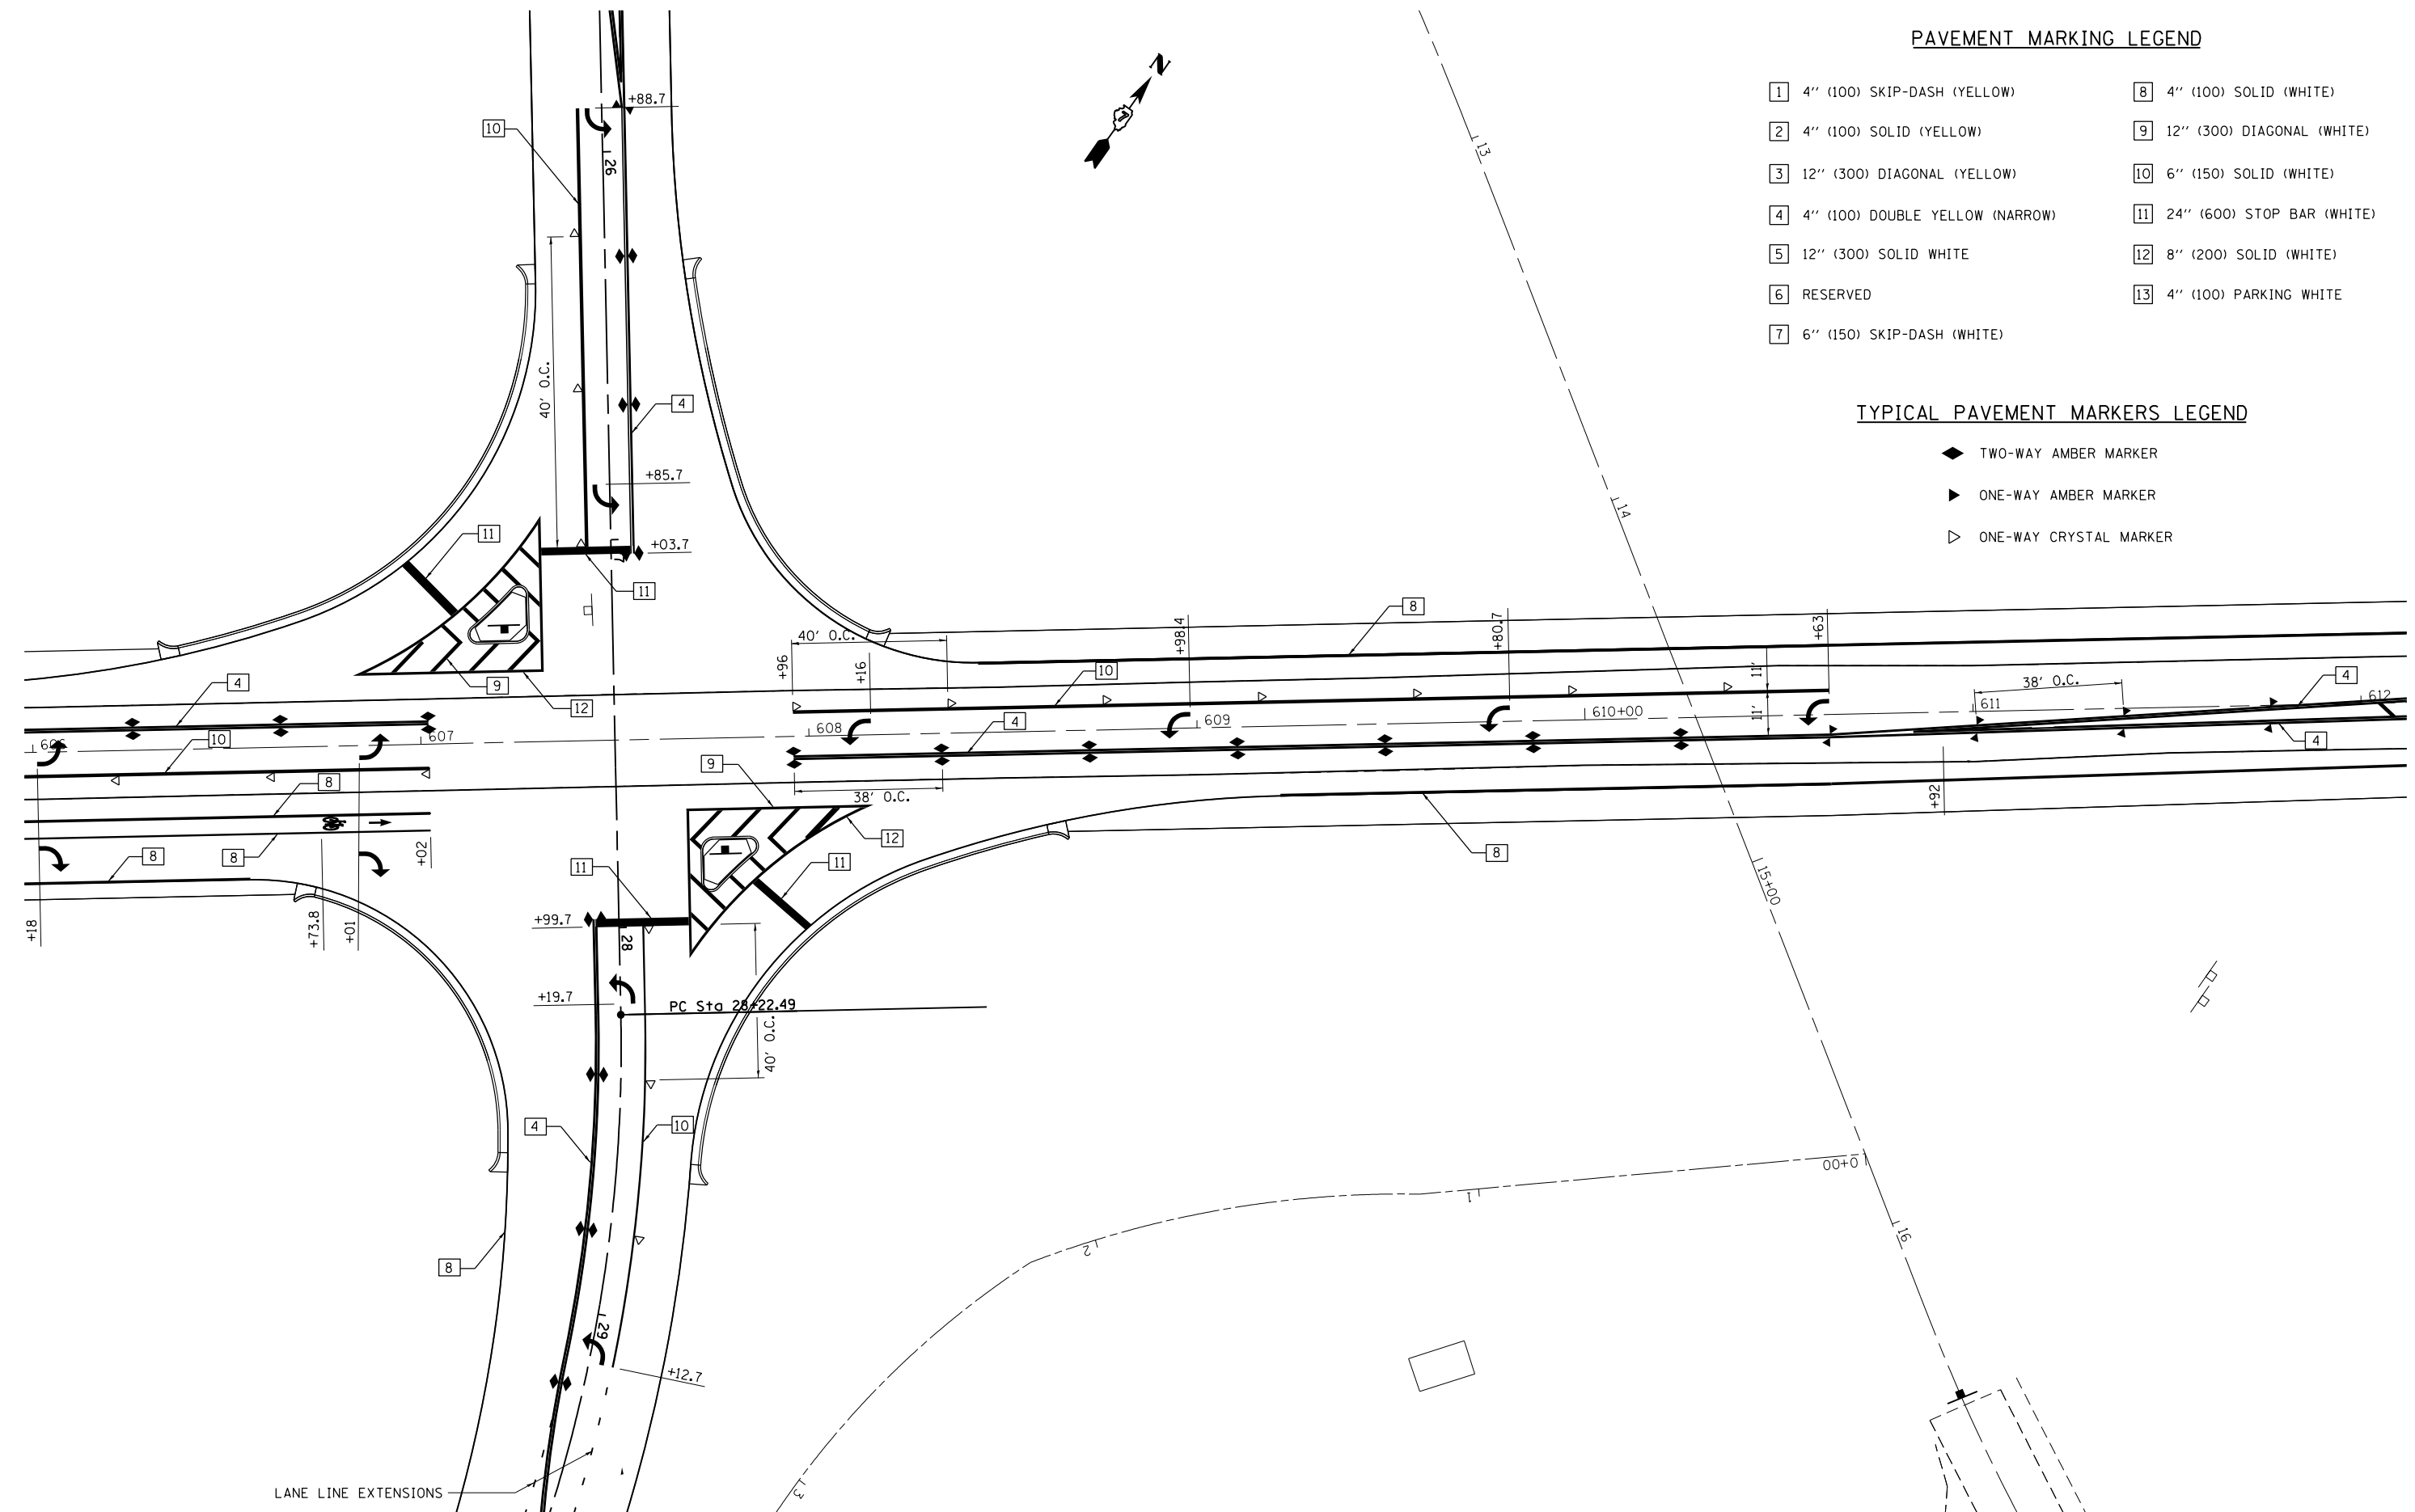 PAVEMENT MARKING LEGEND
1 4'' (100) SKIP-DASH (YELLOW)
2 4'' (100) SOLID (YELLOW)
3 12'' (300) DIAGONAL (YELLOW)
4 4'' (100) DOUBLE YELLOW (NARROW)
5 12'' (300) SOLID WHITE
6 RESERVED
7 6'' (150) SKIP-DASH (WHITE)
8 4'' (100) SOLID (WHITE)
9 12'' (300) DIAGONAL (WHITE)
10 6'' (150) SOLID (WHITE)
11 24'' (600) STOP BAR (WHITE)
12 8'' (200) SOLID (WHITE)
13 4'' (100) PARKING WHITE
TYPICAL PAVEMENT MARKERS LEGEND
TWO-WAY AMBER MARKER
ONE-WAY AMBER MARKER
ONE-WAY CRYSTAL MARKER
N
+88.7
10
26
13
40' O.C.
4
+85.7
14
11
+03.7
27
11
8
+98.4
+80.7
+63
40' O.C.
+96
+16
10
11'
9
12
4
38' O.C.
4
612
611
606
10
607
608
4
609
610+00
11'
4
9
8
38' O.C.
+92
12
8
8
8
+02
11
11
8
15+00
+18
+73.8
+01
+99.7
28
+19.7
PC Sta 28+22.49
40' O.C.
4
10
0+00
1
2
16
8
29
+12.7
3
LANE LINE EXTENSIONS